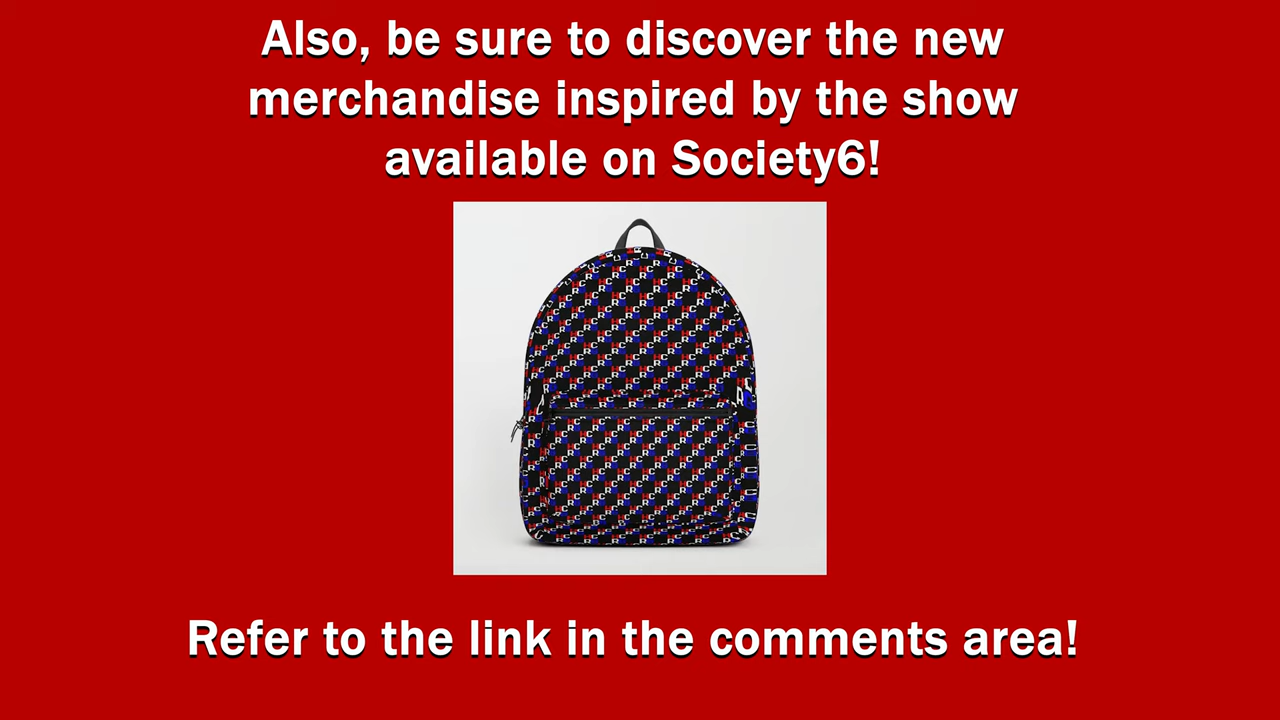 Also, be sure to discover the new
merchandise inspired by the show
available on Society6!
Refer to the link in the comments area!